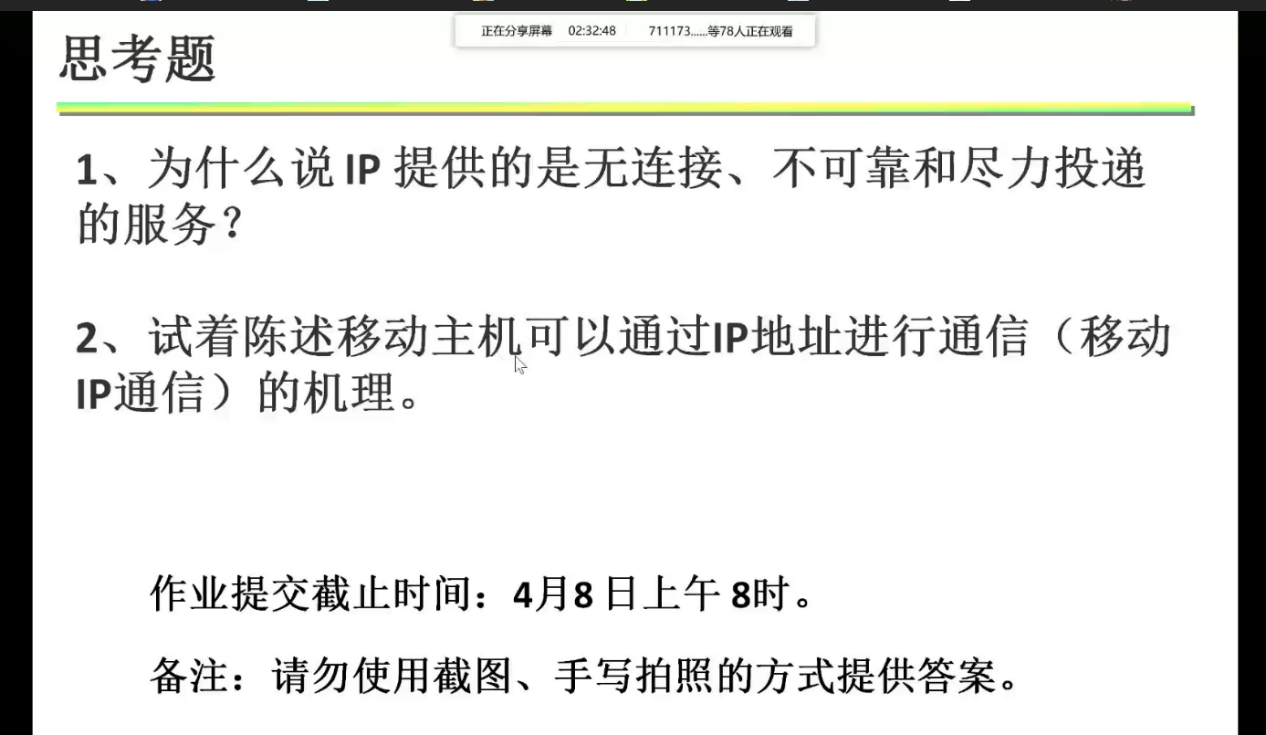 正在分享屏幕 02:32:48 711173......等78人正在观看
思考题
1、为什么说 IP 提供的是无连接、不可靠和尽力投递
的服务?
2、试着陈述移动主机可以通过IP地址进行通信（移动
IP通信）的机理。
作业提交截止时间：4月8 日上午 8时。
备注：请勿使用截图、手写拍照的方式提供答案。